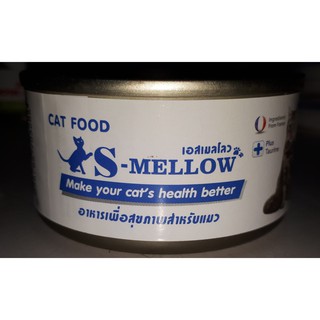 CAT FOOD
เอสเมลโลว
S-MELLOW
Make your cat's health better
อาหารเพื่อสุขภาพสำหรับแมว
Plus
Taurine